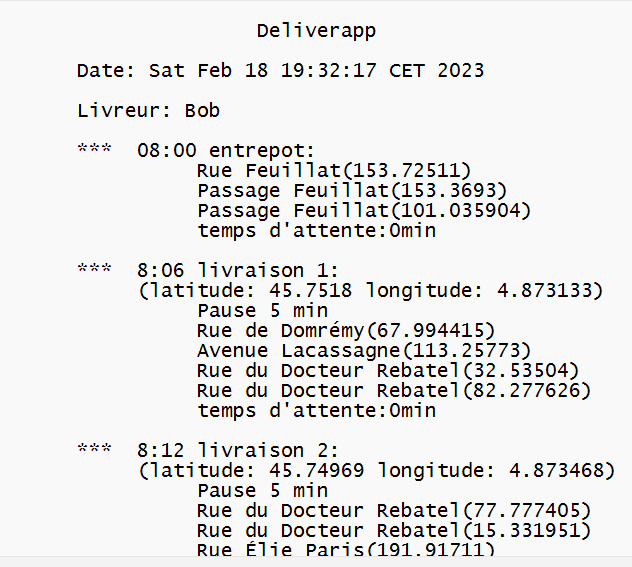 Deliverapp
Date: Sat Feb 18 19:32:17 CET 2023
Livreur: Bob
*** 08:00 entrepot:
Rue Feuillat(153.72511)
Passage Feuillat(153.3693)
Passage Feuillat(101.035904)
temps d'attente:0min
*** 8:06 livraison 1:
(latitude: 45.7518 longitude: 4.873133)
Pause 5 min
Rue de Domrémy(67.994415)
Avenue Lacassagne(113.25773)
Rue du Docteur Rebatel(32.53504)
Rue du Docteur Rebatel(82.277626)
temps d'attente:0min
*** 8:12 livraison 2:
(latitude: 45.74969 longitude: 4.873468)
Pause 5 min
Rue du Docteur Rebatel(77.777405)
Rue du Docteur Rebatel(15.331951)
Rue Élie Paris(191.91711)